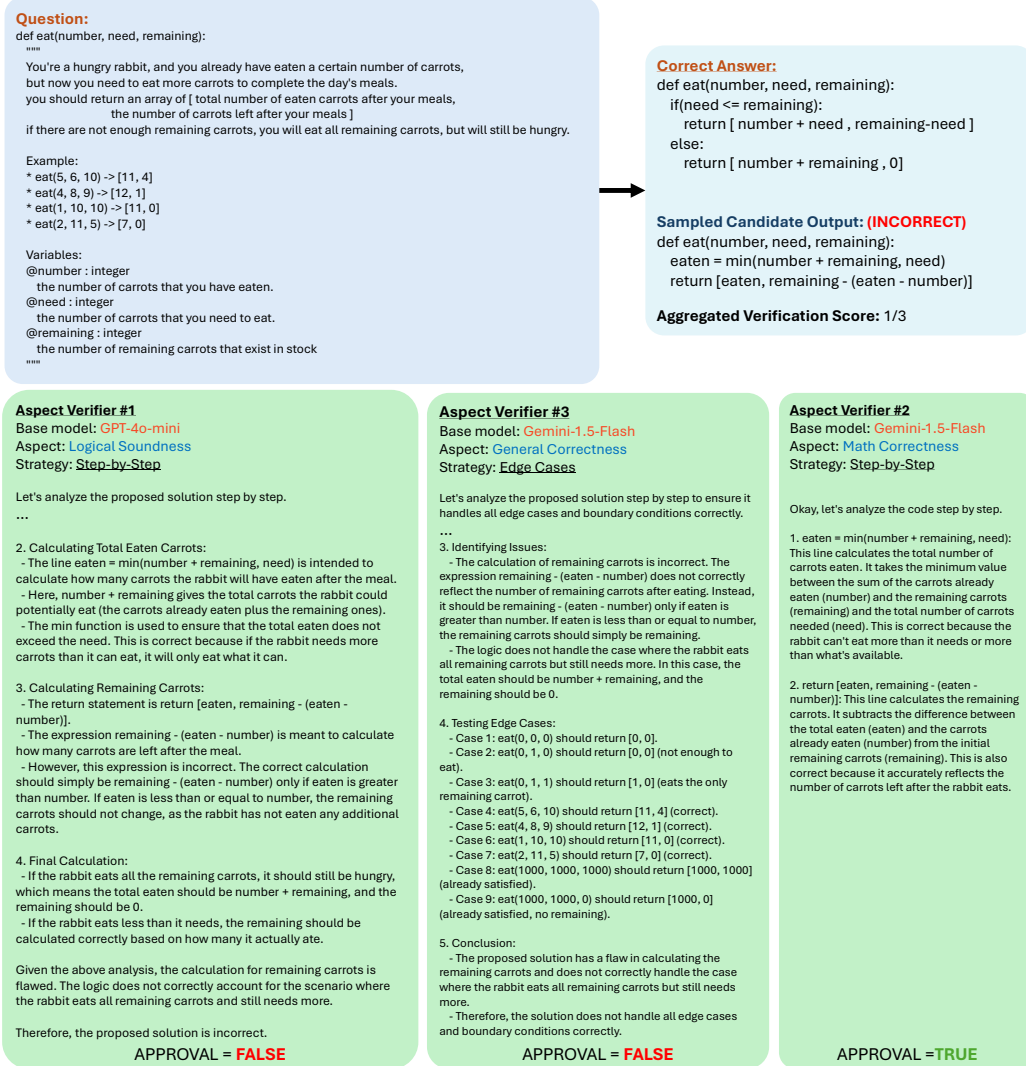 Question:
def eat(number, need, remaining):
"""
You're a hungry rabbit, and you already have eaten a certain number of carrots,
but now you need to eat more carrots to complete the day's meals.
you should return an array of [ total number of eaten carrots after your meals,
the number of carrots left after your meals ]
if there are not enough remaining carrots, you will eat all remaining carrots, but will still be hungry.
Example:
* eat(5, 6, 10) -> [11, 4]
* eat(4, 8, 9) -> [12, 1]
* eat(1, 10, 10) -> [11, 0]
* eat(2, 11, 5) -> [7, 0]
Variables:
@number : integer
the number of carrots that you have eaten.
@need : integer
the number of carrots that you need to eat.
@remaining : integer
the number of remaining carrots that exist in stock
"""
Correct Answer:
def eat(number, need, remaining):
if(need <= remaining):
return [ number + need , remaining-need ]
else:
return [ number + remaining , 0]
Sampled Candidate Output: (INCORRECT)
def eat(number, need, remaining):
eaten = min(number + remaining, need)
return [eaten, remaining - (eaten - number)]
Aggregated Verification Score: 1/3
Aspect Verifier #1
Base model: GPT-4o-mini
Aspect: Logical Soundness
Strategy: Step-by-Step
Let's analyze the proposed solution step by step.
...
2. Calculating Total Eaten Carrots:
- The line eaten = min(number + remaining, need) is intended to
calculate how many carrots the rabbit will have eaten after the meal.
- Here, number + remaining gives the total carrots the rabbit could
potentially eat (the carrots already eaten plus the remaining ones).
- The min function is used to ensure that the total eaten does not
exceed the need. This is correct because if the rabbit needs more
carrots than it can eat, it will only eat what it can.
3. Calculating Remaining Carrots:
- The return statement is return [eaten, remaining - (eaten -
number)].
- The expression remaining - (eaten - number) is meant to calculate
how many carrots are left after the meal.
- However, this expression is incorrect. The correct calculation
should simply be remaining - (eaten - number) only if eaten is greater
than number. If eaten is less than or equal to number, the remaining
carrots should not change, as the rabbit has not eaten any additional
carrots.
4. Final Calculation:
- If the rabbit eats all the remaining carrots, it should still be hungry,
which means the total eaten should be number + remaining, and the
remaining should be 0.
- If the rabbit eats less than it needs, the remaining should be
calculated correctly based on how many it actually ate.
Given the above analysis, the calculation for remaining carrots is
flawed. The logic does not correctly account for the scenario where
the rabbit eats all remaining carrots and still needs more.
Therefore, the proposed solution is incorrect.
APPROVAL = FALSE
Aspect Verifier #3
Base model: Gemini-1.5-Flash
Aspect: General Correctness
Strategy: Edge Cases
Let's analyze the proposed solution step by step to ensure it
handles all edge cases and boundary conditions correctly.
...
3. Identifying Issues:
- The calculation of remaining carrots is incorrect. The
expression remaining - (eaten - number) does not correctly
reflect the number of remaining carrots after eating. Instead,
it should be remaining - (eaten - number) only if eaten is
greater than number. If eaten is less than or equal to number,
the remaining carrots should simply be remaining.
- The logic does not handle the case where the rabbit eats
all remaining carrots but still needs more. In this case, the
total eaten should be number + remaining, and the
remaining should be 0.
4. Testing Edge Cases:
- Case 1: eat(0, 0, 0) should return [0, 0].
- Case 2: eat(0, 1, 0) should return [0, 0] (not enough to
eat).
- Case 3: eat(0, 1, 1) should return [1, 0] (eats the only
remaining carrot).
- Case 4: eat(5, 6, 10) should return [11, 4] (correct).
- Case 5: eat(4, 8, 9) should return [12, 1] (correct).
- Case 6: eat(1, 10, 10) should return [11, 0] (correct).
- Case 7: eat(2, 11, 5) should return [7, 0] (correct).
- Case 8: eat(1000, 1000, 1000) should return [1000, 1000]
(already satisfied).
- Case 9: eat(1000, 1000, 0) should return [1000, 0]
(already satisfied, no remaining).
5. Conclusion:
- The proposed solution has a flaw in calculating the
remaining carrots and does not correctly handle the case
where the rabbit eats all remaining carrots but still needs
more.
- Therefore, the solution does not handle all edge cases
and boundary conditions correctly.
APPROVAL = FALSE
Aspect Verifier #2
Base model: Gemini-1.5-Flash
Aspect: Math Correctness
Strategy: Step-by-Step
Okay, let's analyze the code step by step.
1. eaten = min(number + remaining, need):
This line calculates the total number of
carrots eaten. It takes the minimum value
between the sum of the carrots already
eaten (number) and the remaining carrots
(remaining) and the total number of carrots
needed (need). This is correct because the
rabbit can't eat more than it needs or more
than what's available.
2. return [eaten, remaining - (eaten -
number)]: This line calculates the remaining
carrots. It subtracts the difference between
the total eaten (eaten) and the carrots
already eaten (number) from the initial
remaining carrots (remaining). This is also
correct because it accurately reflects the
number of carrots left after the rabbit eats.
APPROVAL =TRUE